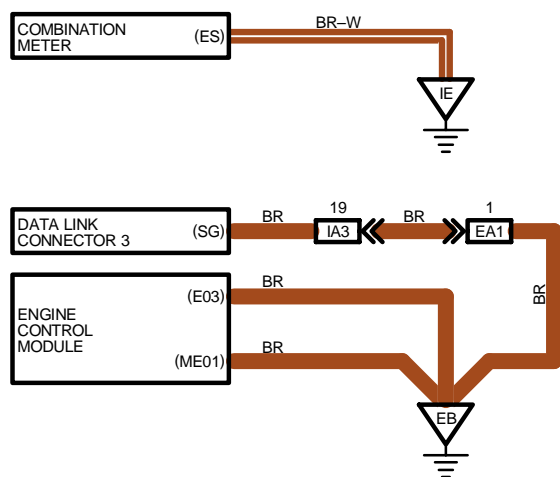 COMBINATION
METER
(ES)
BR–W
IE
DATA LINK
CONNECTOR 3
(SG)
BR
19
IA3
BR
1
EA1
BR
ENGINE
CONTROL
MODULE
(E03)
BR
(ME01)
BR
EB